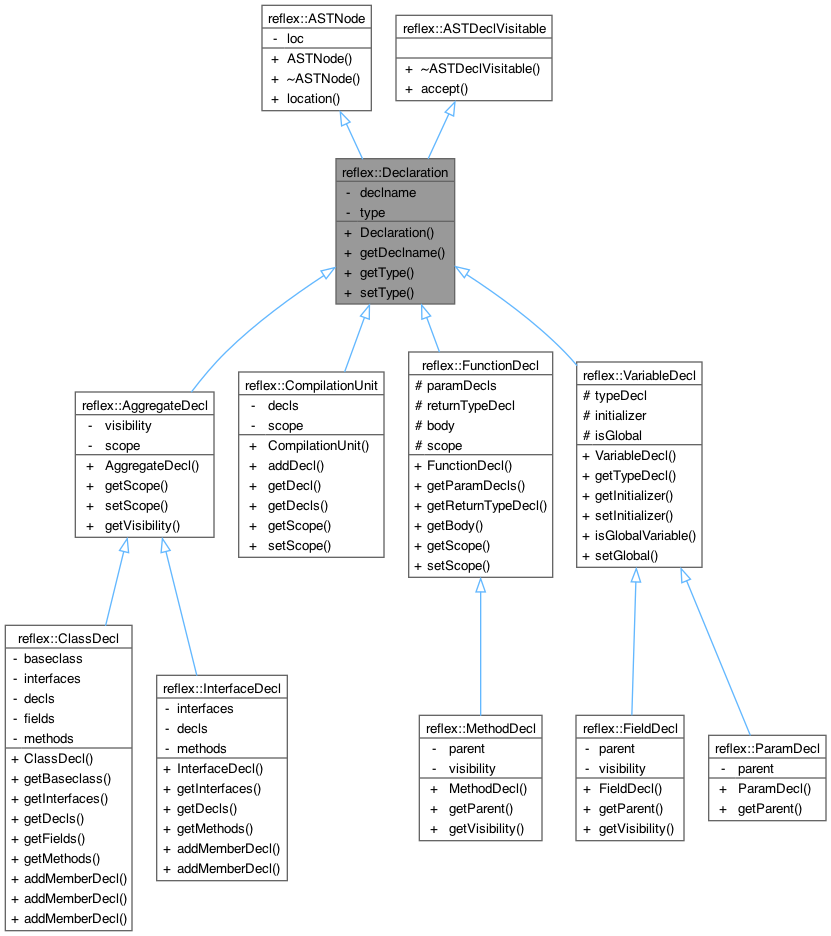 reflex::ASTNode
- loc
+ ASTNode()
+ ~ASTNode()
+ location()
reflex::ASTDeclVisitable
+ ~ASTDeclVisitable()
+ accept()
reflex::Declaration
- declname
- type
+ Declaration()
+ getDeclname()
+ getType()
+ setType()
reflex::AggregateDecl
- visibility
- scope
+ AggregateDecl()
+ getScope()
+ setScope()
+ getVisibility()
reflex::CompilationUnit
- decls
- scope
+ CompilationUnit()
+ addDecl()
+ getDecl()
+ getDecls()
+ getScope()
+ setScope()
reflex::FunctionDecl
# paramDecls
# returnTypeDecl
# body
# scope
+ FunctionDecl()
+ getParamDecls()
+ getReturnTypeDecl()
+ getBody()
+ getScope()
+ setScope()
reflex::VariableDecl
# typeDecl
# initializer
# isGlobal
+ VariableDecl()
+ getTypeDecl()
+ getInitializer()
+ setInitializer()
+ isGlobalVariable()
+ setGlobal()
reflex::ClassDecl
- baseclass
- interfaces
- decls
- fields
- methods
+ ClassDecl()
+ getBaseclass()
+ getInterfaces()
+ getDecls()
+ getFields()
+ getMethods()
+ addMemberDecl()
+ addMemberDecl()
+ addMemberDecl()
reflex::InterfaceDecl
- interfaces
- decls
- methods
+ InterfaceDecl()
+ getInterfaces()
+ getDecls()
+ getMethods()
+ addMemberDecl()
+ addMemberDecl()
reflex::MethodDecl
- parent
- visibility
+ MethodDecl()
+ getParent()
+ getVisibility()
reflex::FieldDecl
- parent
- visibility
+ FieldDecl()
+ getParent()
+ getVisibility()
reflex::ParamDecl
- parent
+ ParamDecl()
+ getParent()